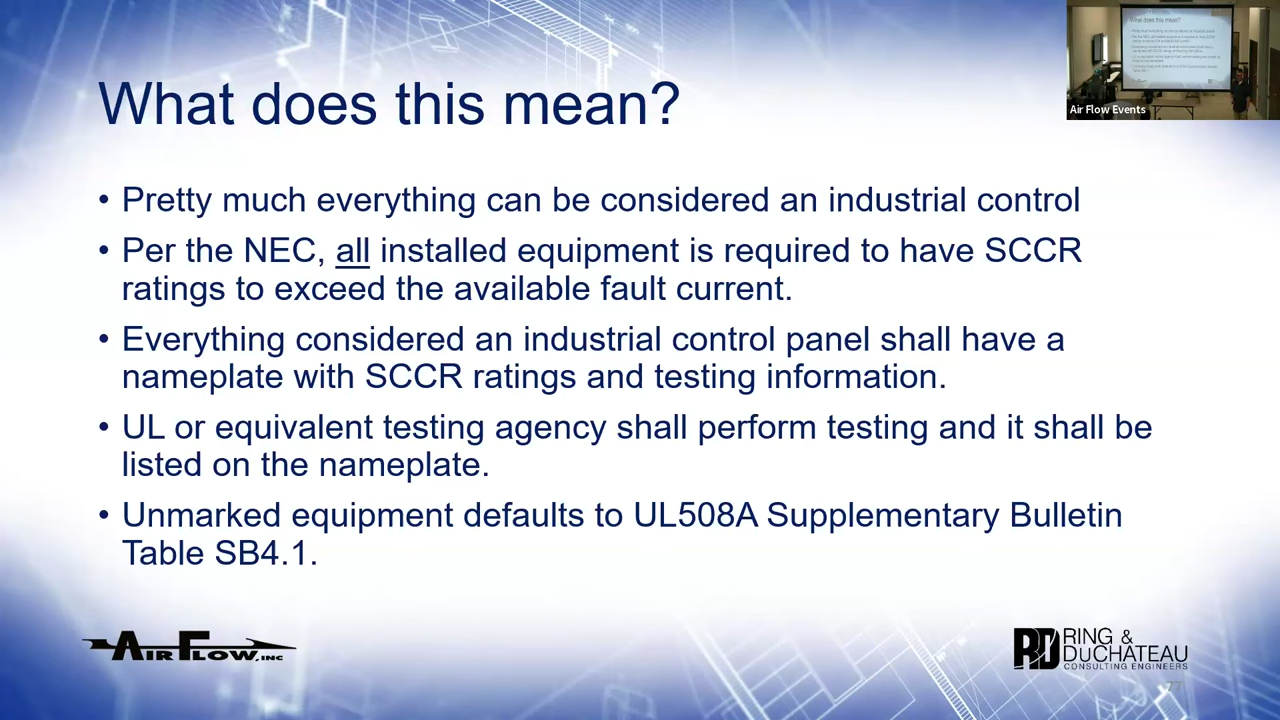 What does this mean?
Air Flow Events
• Pretty much everything can be considered an industrial control
• Per the NEC, all installed equipment is required to have SCCR
ratings to exceed the available fault current.
• Everything considered an industrial control panel shall have a
nameplate with SCCR ratings and testing information.
• UL or equivalent testing agency shall perform testing and it shall be
listed on the nameplate.
• Unmarked equipment defaults to UL508A Supplementary Bulletin
Table SB4.1.
AIR FLOW, INC
RD RING &
DUCHATEAU
CONSULTING ENGINEERS
77